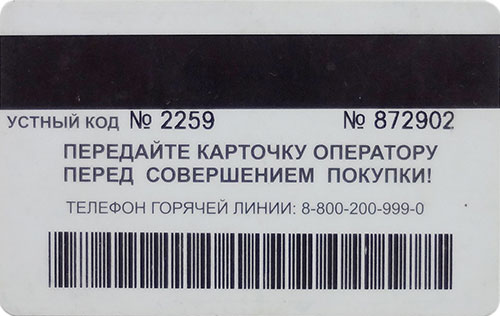 УСТНЫЙ КОД № 2259 № 872902
ПЕРЕДАЙТЕ КАРТОЧКУ ОПЕРАТОРУ
ПЕРЕД СОВЕРШЕНИЕМ ПОКУПКИ!
ТЕЛЕФОН ГОРЯЧЕЙ ЛИНИИ: 8-800-200-999-0